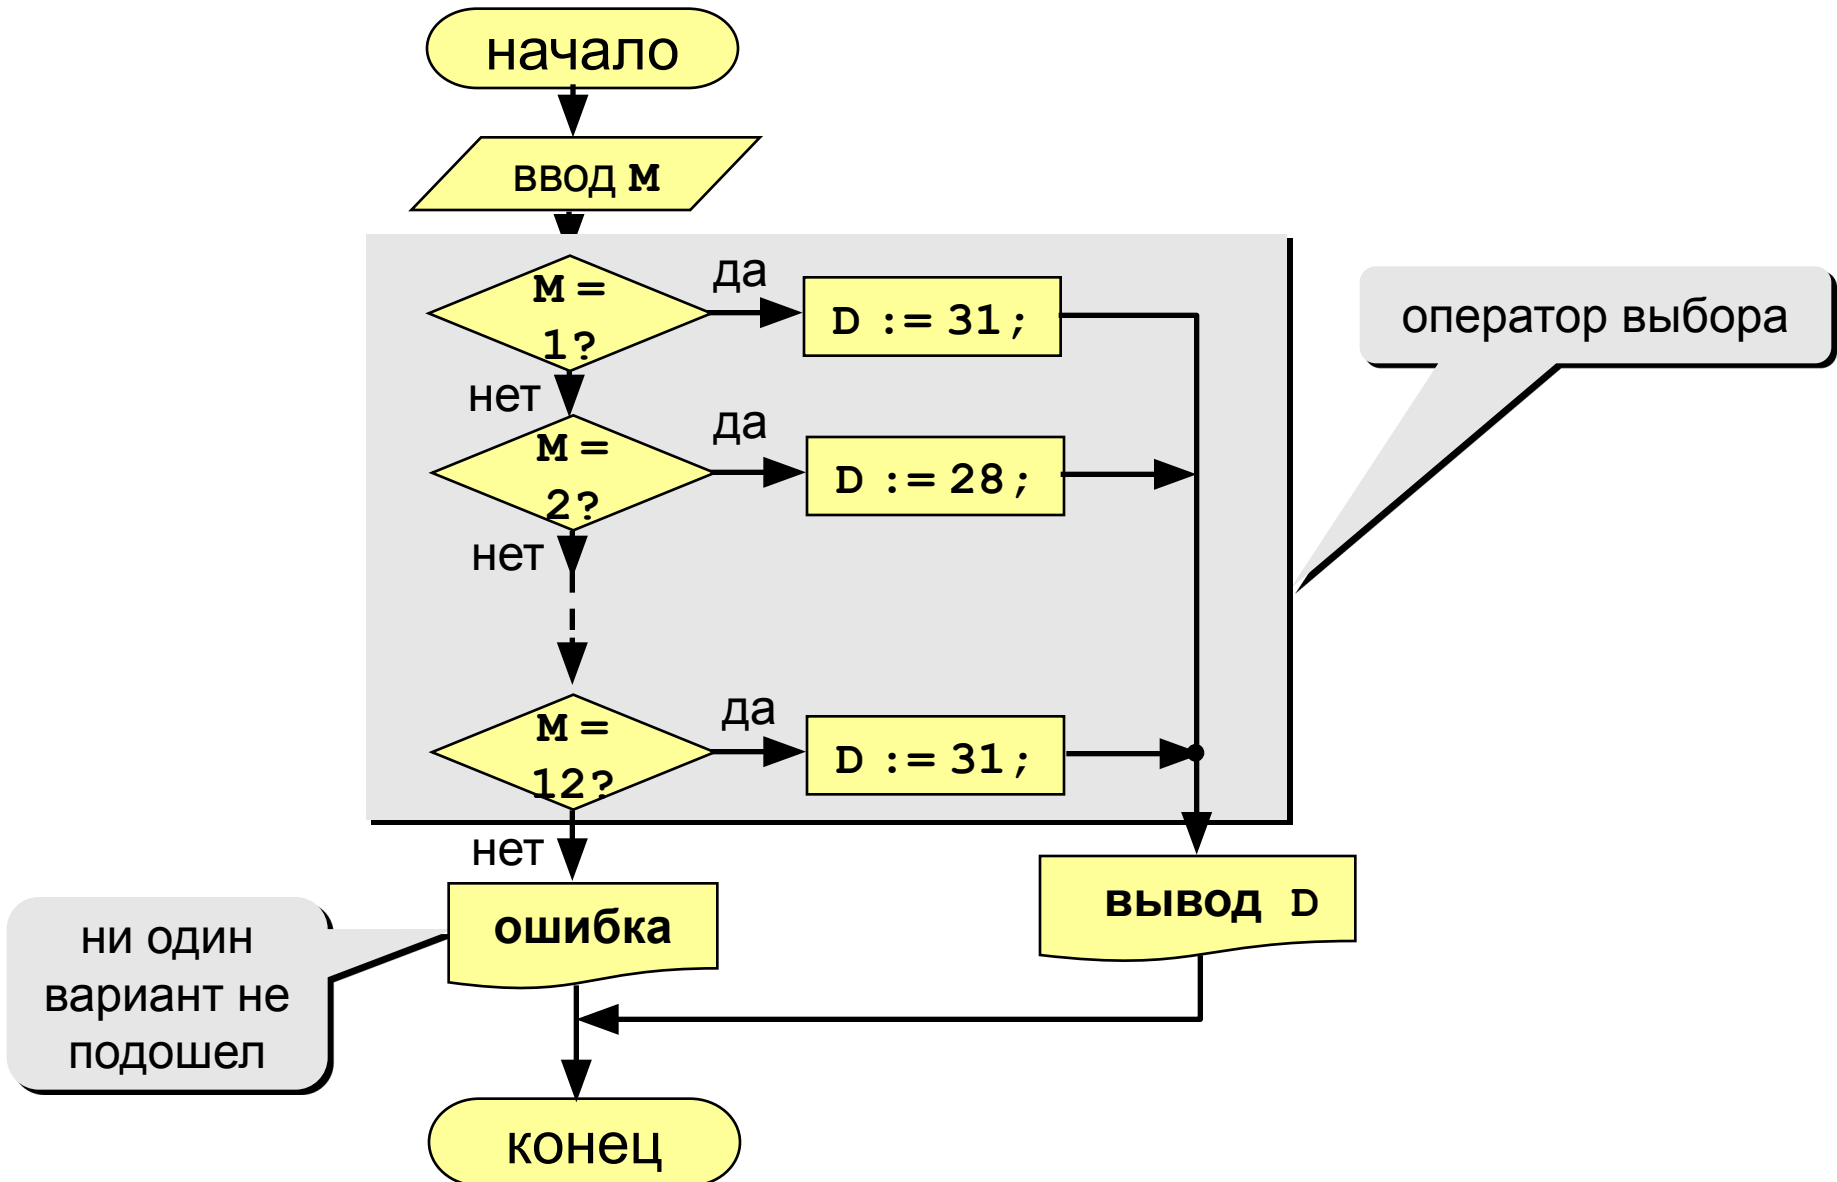 начало
ввод M
M =
1?
да
D := 31;
нет
M =
2?
да
D := 28;
нет
M =
12?
да
D := 31;
нет
оператор выбора
ошибка
вывод D
ни один
вариант не
подошел
конец